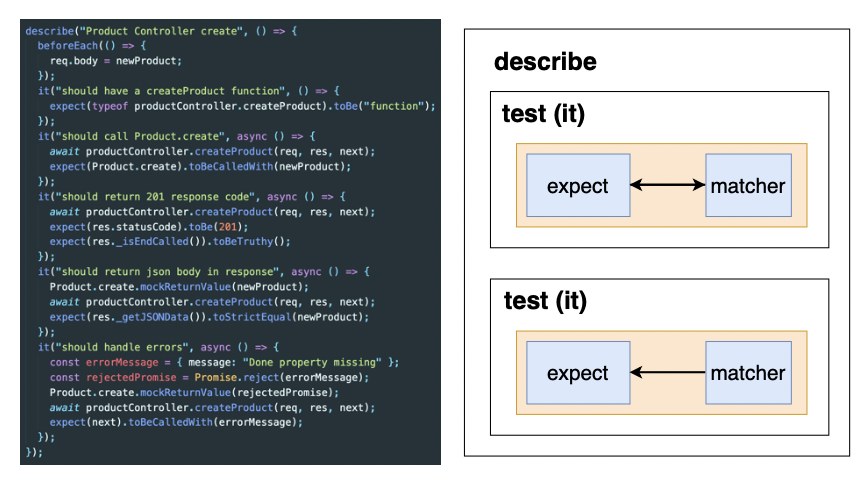 describe("Product Controller create", () => {
beforeEach(() => {
req.body = newProduct;
});
it("should have a createProduct function", () => {
expect(typeof productController.createProduct).toBe("function");
});
it("should call Product.create", async () => {
await productController.createProduct(req, res, next);
expect(Product.create).toBeCalledWith(newProduct);
});
it("should return 201 response code", async () => {
await productController.createProduct(req, res, next);
expect(res.statusCode).toBe(201);
expect(res._isEndCalled()).toBeTruthy();
});
it("should return json body in response", async () => {
Product.create.mockReturnValue(newProduct);
await productController.createProduct(req, res, next);
expect(res._getJSONData()).toStrictEqual(newProduct);
});
it("should handle errors", async () => {
const errorMessage = { message: "Done property missing" };
const rejectedPromise = Promise.reject(errorMessage);
Product.create.mockReturnValue(rejectedPromise);
await productController.createProduct(req, res, next);
expect(next).toBeCalledWith(errorMessage);
});
});
describe
test (it)
expect matcher
test (it)
expect matcher